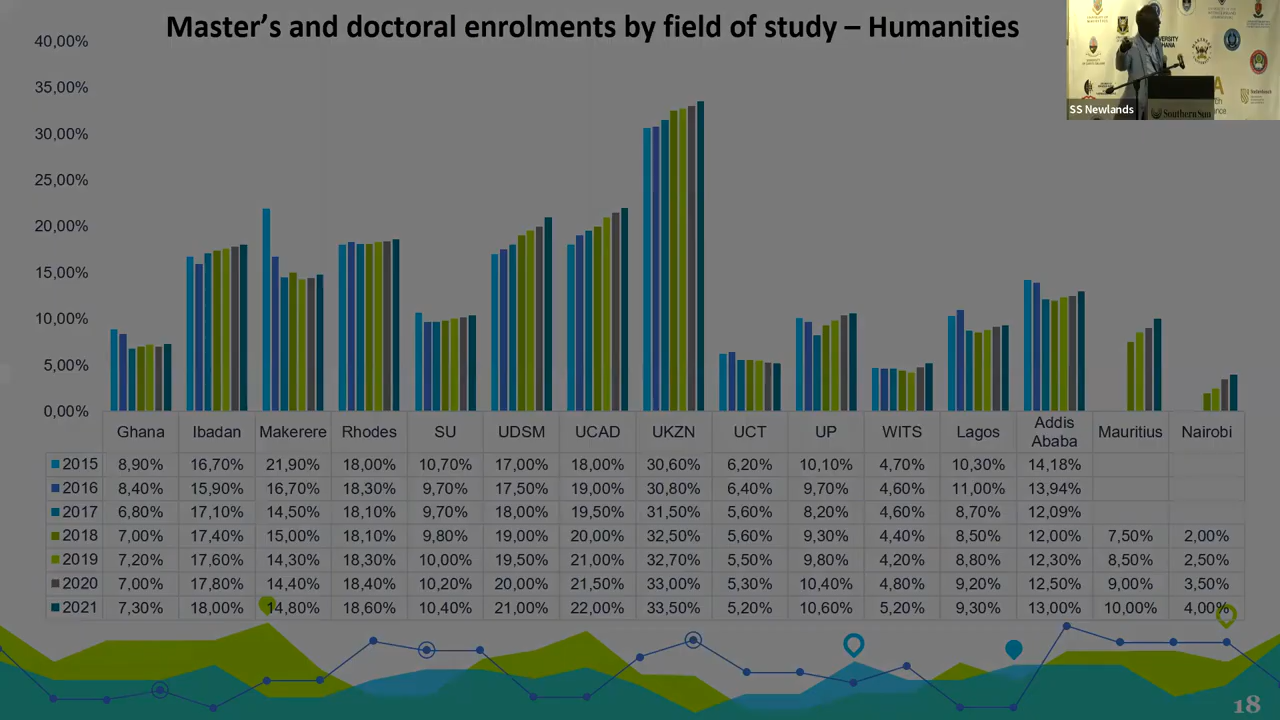 Master's and doctoral enrolments by field of study – Humanities
40,00%
35,00%
30,00%
25,00%
20,00%
15,00%
10,00%
5,00%
0,00%
Ghana Ibadan Makerere Rhodes SU UDSM UCAD UKZN UCT UP WITS Lagos Addis Ababa Mauritius Nairobi
2015 8,90% 16,70% 21,90% 18,00% 10,70% 17,00% 18,00% 30,60% 6,20% 10,10% 4,70% 10,30% 14,18%
2016 8,40% 15,90% 16,70% 18,30% 9,70% 17,50% 19,00% 30,80% 6,40% 9,70% 4,60% 11,00% 13,94%
2017 6,80% 17,10% 14,50% 18,10% 9,70% 18,00% 19,50% 31,50% 5,60% 8,20% 4,60% 8,70% 12,09%
2018 7,00% 17,40% 15,00% 18,10% 9,80% 19,00% 20,00% 32,50% 5,60% 9,30% 4,40% 8,50% 12,00% 7,50% 2,00%
2019 7,20% 17,60% 14,30% 18,30% 10,00% 19,50% 21,00% 32,70% 5,50% 9,80% 4,20% 8,80% 12,30% 8,50% 2,50%
2020 7,00% 17,80% 14,40% 18,40% 10,20% 20,00% 21,50% 33,00% 5,30% 10,40% 4,80% 9,20% 12,50% 9,00% 3,50%
2021 7,30% 18,00% 14,80% 18,60% 10,40% 21,00% 22,00% 33,50% 5,20% 10,60% 5,20% 9,30% 13,00% 10,00% 4,00%
18
SS Newlands
Southern Sun